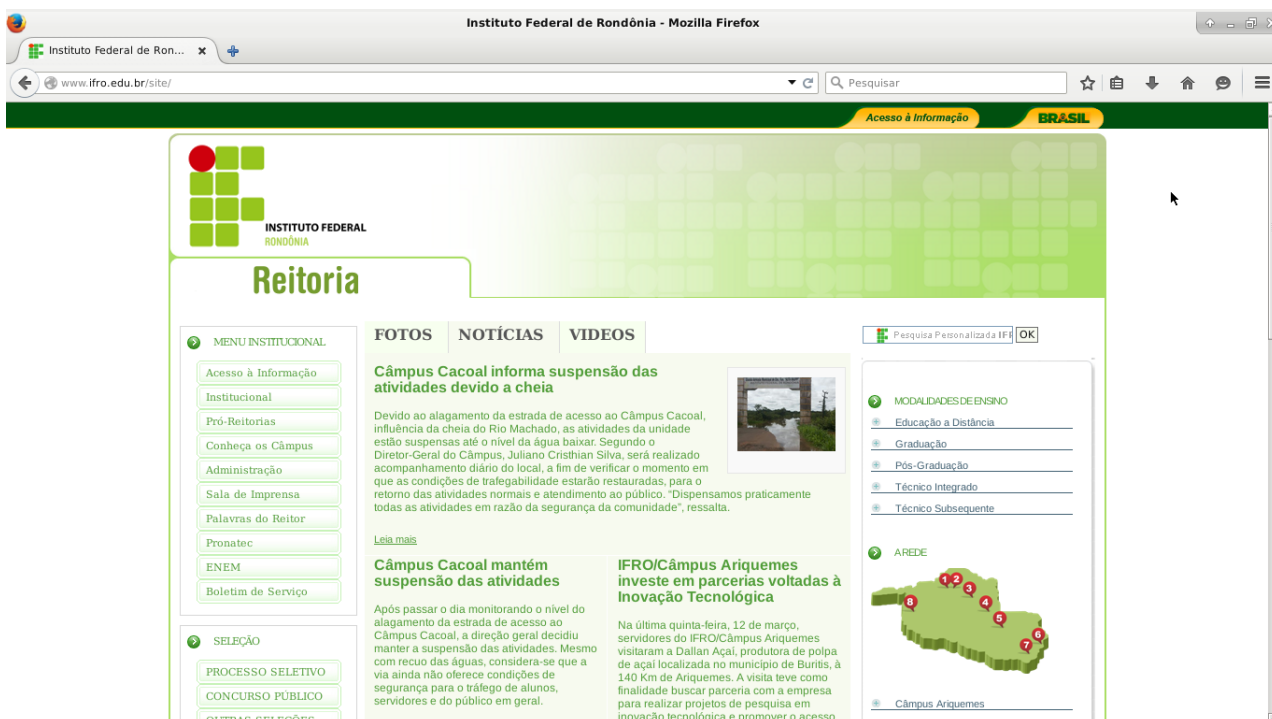 Instituto Federal de Rondônia - Mozilla Firefox
Instituto Federal de Ron...
www.ifro.edu.br/site/
Pesquisar
Acesso à Informação
BRASIL
INSTITUTO FEDERAL
RONDÔNIA
Reitoria
MENU INSTITUCIONAL
Acesso à Informação
Institucional
Pró-Reitorias
Conheça os Câmpus
Administração
Sala de Imprensa
Palavras do Reitor
Pronatec
ENEM
Boletim de Serviço
SELEÇÃO
PROCESSO SELETIVO
CONCURSO PÚBLICO
OUTRAS SELEÇÕES
FOTOS
NOTÍCIAS
VIDEOS
Câmpus Cacoal informa suspensão das
atividades devido a cheia
Devido ao alagamento da estrada de acesso ao Câmpus Cacoal,
influência da cheia do Rio Machado, as atividades da unidade
estão suspensas até o nível da água baixar. Segundo o
Diretor-Geral do Câmpus, Juliano Cristhian Silva, será realizado
acompanhamento diário do local, a fim de verificar o momento em
que as condições de trafegabilidade estarão restauradas, para o
retorno das atividades normais e atendimento ao público. "Dispensamos praticamente
todas as atividades em razão da segurança da comunidade", ressalta.
Leia mais
Câmpus Cacoal mantém
suspensão das atividades
Após passar o dia monitorando o nível do
alagamento da estrada de acesso ao
Câmpus Cacoal, a direção geral decidiu
manter a suspensão das atividades. Mesmo
com recuo das águas, considera-se que a
via ainda não oferece condições de
segurança para o tráfego de alunos,
servidores e do público em geral.
IFRO/Câmpus Ariquemes
investe em parcerias voltadas à
Inovação Tecnológica
Na última quinta-feira, 12 de março,
servidores do IFRO/Câmpus Ariquemes
visitaram a Dallan Açaí, produtora de polpa
de açaí localizada no município de Buritis, à
140 Km de Ariquemes. A visita teve como
finalidade buscar parceria com a empresa
para realizar projetos de pesquisa em
inovação tecnológica e promover o acesso
Pesquisa Personalizada IFR
OK
MODALIDADES DE ENSINO
Educação a Distância
Graduação
Pós-Graduação
Técnico Integrado
Técnico Subsequente
A REDE
1 2
3
8 4
5
6
7
Câmpus Ariquemes